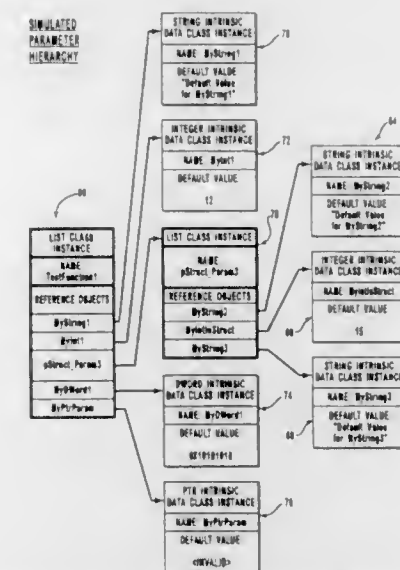 SIMULATED
PARAMETER
HIERARCHY
STRING INTRINSIC
DATA CLASS INSTANCE
NAME: MyString1
DEFAULT VALUE
"Default Value
for MyString1"
70
INTEGER INTRINSIC
DATA CLASS INSTANCE
NAME: MyInt1
DEFAULT VALUE
12
72
LIST CLASS
INSTANCE
NAME
TestFunction1
REFERENCE OBJECTS
MyString1
MyInt1
pStruct_Param3
MyDWord1
MyPtrParam
LIST CLASS INSTANCE
NAME:
pStruct_Param3
REFERENCE OBJECTS
MyString2
MyIntInStruct
MyString3
78
DWORD INTRINSIC
DATA CLASS INSTANCE
NAME: MyDWord1
DEFAULT VALUE
74
PTR INTRINSIC
DATA CLASS INSTANCE
NAME: MyPtrParam
DEFAULT VALUE
<INVALID>
76
STRING INTRINSIC
DATA CLASS INSTANCE
NAME: MyString2
DEFAULT VALUE
"Default Value
for MyString2"
64
INTEGER INTRINSIC
DATA CLASS INSTANCE
NAME: MyIntInStruct
DEFAULT VALUE
15
STRING INTRINSIC
DATA CLASS INSTANCE
NAME: MyString3
DEFAULT VALUE
"Default Value
for MyString3"
68